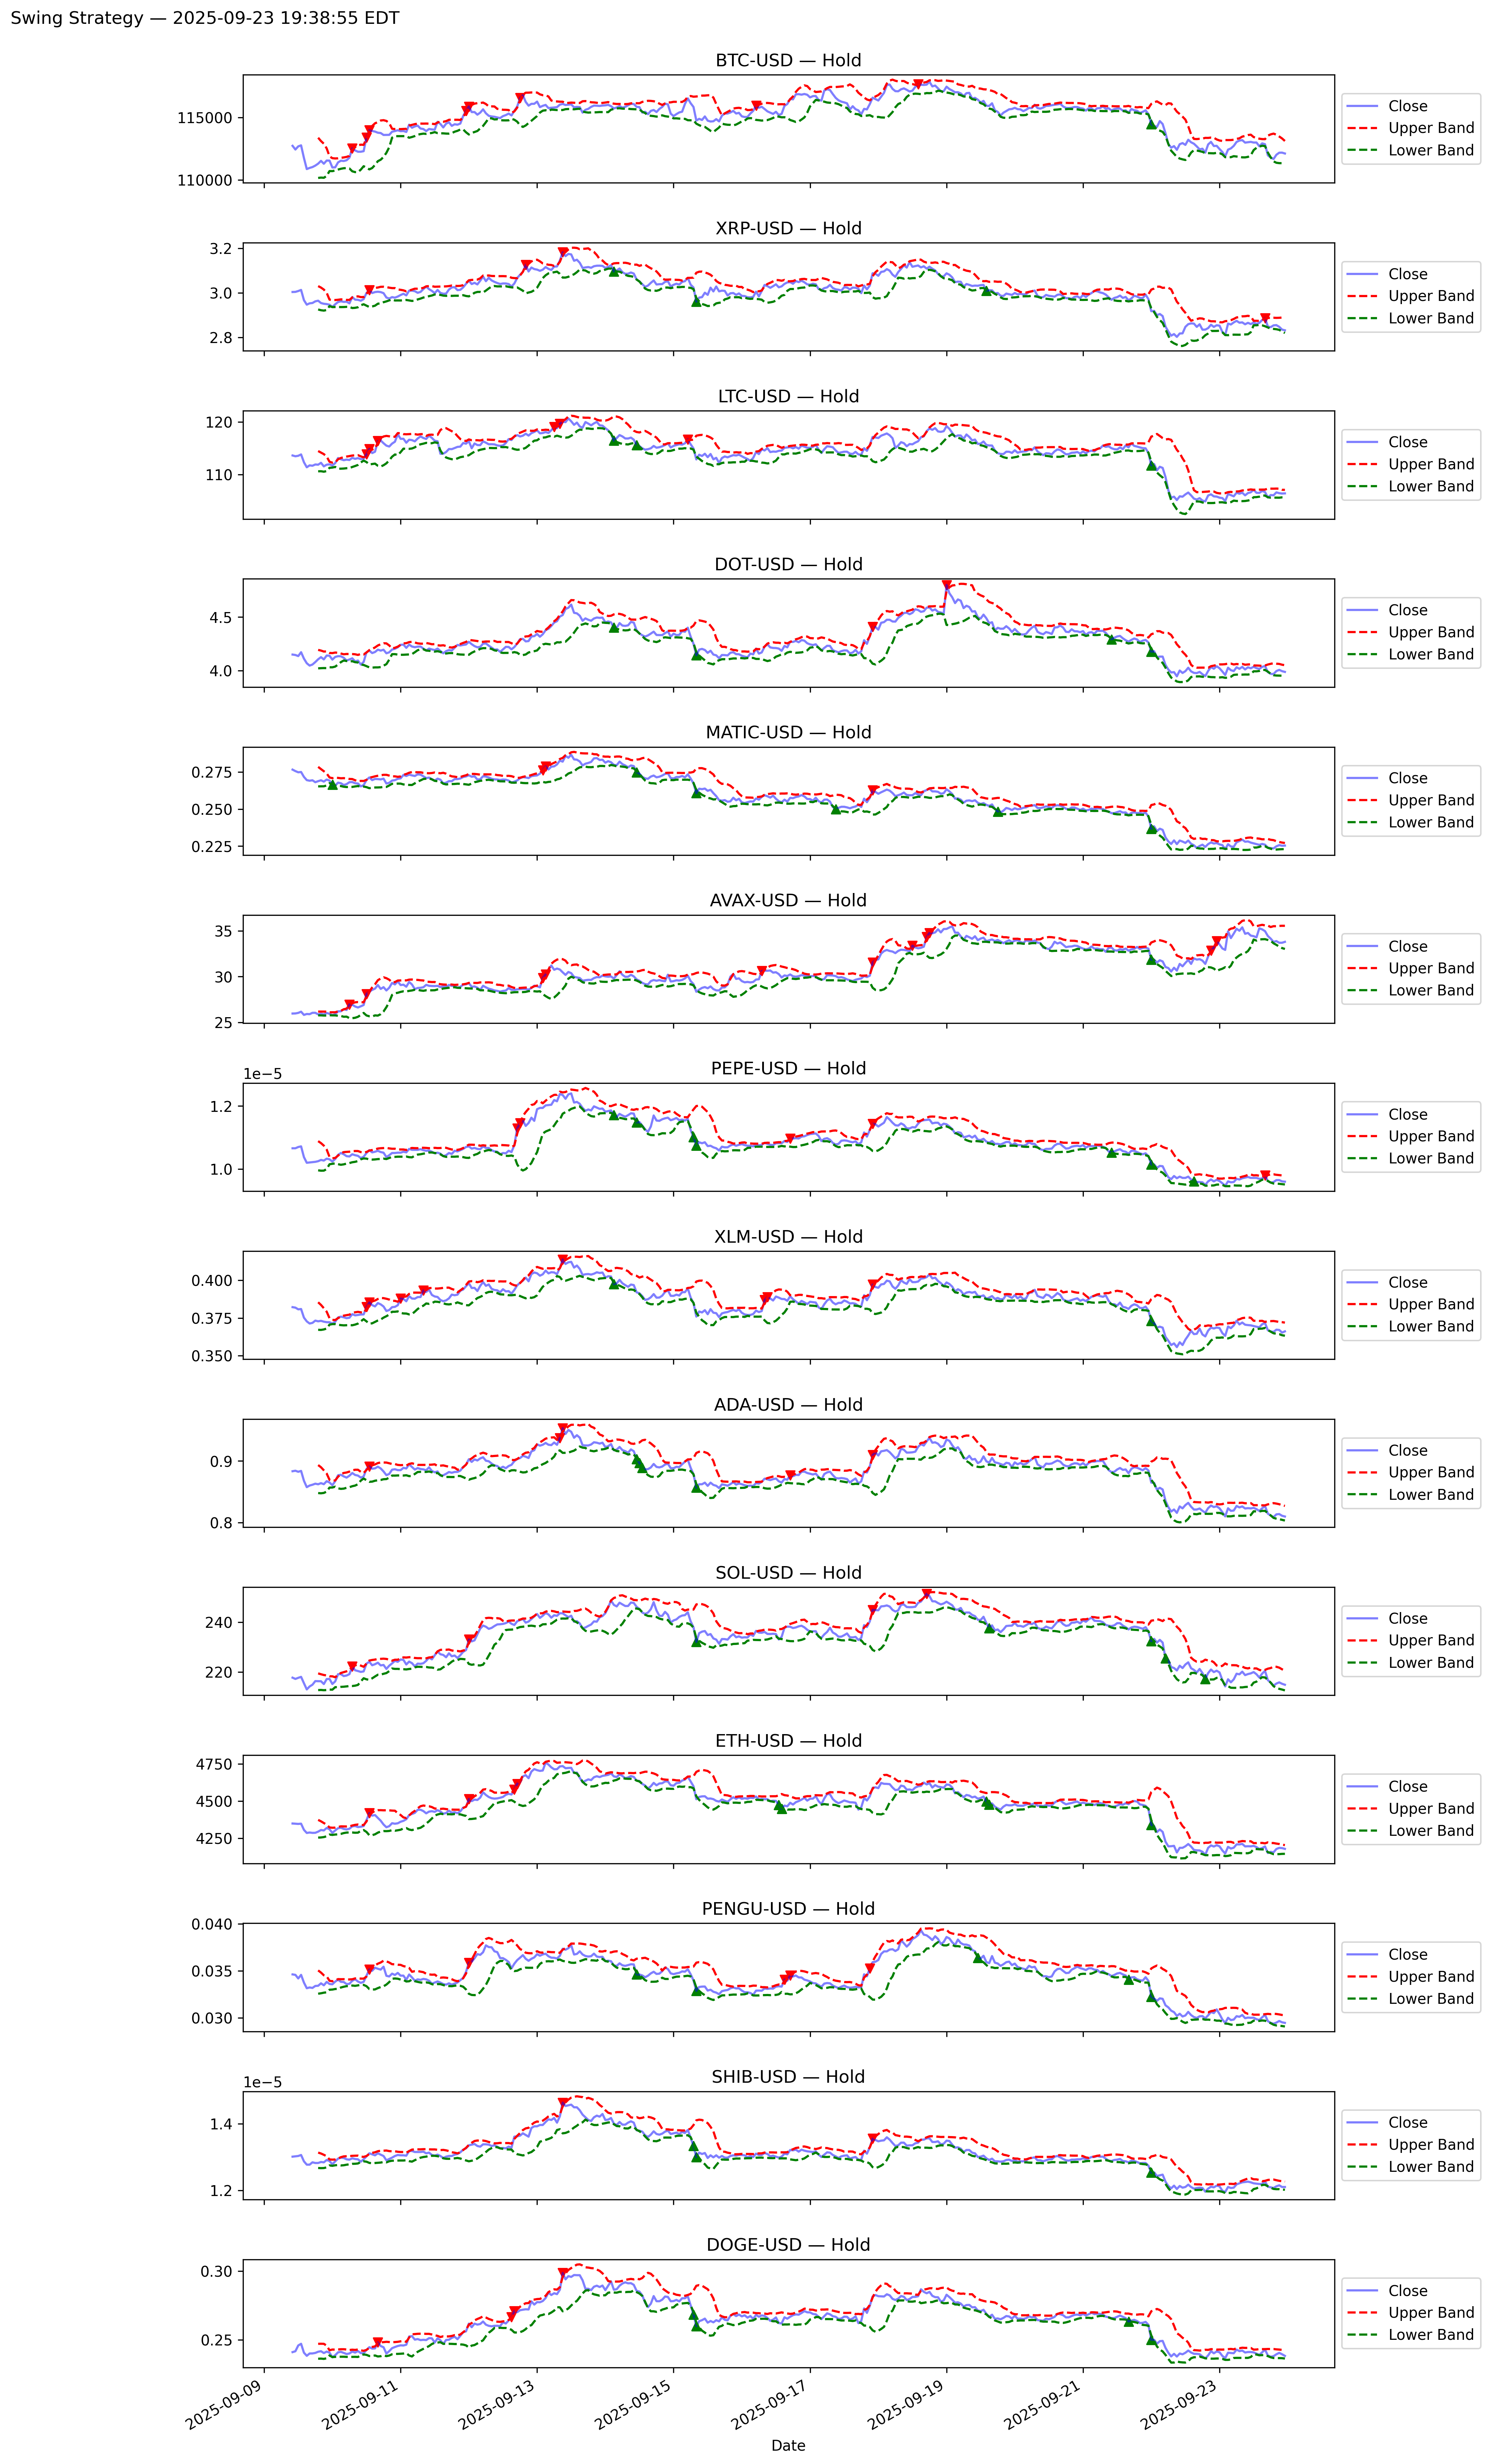 Swing Strategy — 2025-09-23 19:38:55 EDT
BTC-USD — Hold
115000
110000
Close
Upper Band
Lower Band
XRP-USD — Hold
3.2
3.0
2.8
Close
Upper Band
Lower Band
LTC-USD — Hold
120
110
Close
Upper Band
Lower Band
DOT-USD — Hold
4.5
4.0
Close
Upper Band
Lower Band
MATIC-USD — Hold
0.275
0.250
0.225
Close
Upper Band
Lower Band
AVAX-USD — Hold
35
30
25
Close
Upper Band
Lower Band
PEPE-USD — Hold
1e−5
1.2
1.0
Close
Upper Band
Lower Band
XLM-USD — Hold
0.400
0.375
0.350
Close
Upper Band
Lower Band
ADA-USD — Hold
0.9
0.8
Close
Upper Band
Lower Band
SOL-USD — Hold
240
220
Close
Upper Band
Lower Band
ETH-USD — Hold
4750
4500
4250
Close
Upper Band
Lower Band
PENGU-USD — Hold
0.040
0.035
0.030
Close
Upper Band
Lower Band
SHIB-USD — Hold
1e−5
1.4
1.2
Close
Upper Band
Lower Band
DOGE-USD — Hold
0.30
0.25
Close
Upper Band
Lower Band
2025-09-09
2025-09-11
2025-09-13
2025-09-15
2025-09-17
2025-09-19
2025-09-21
2025-09-23
Date